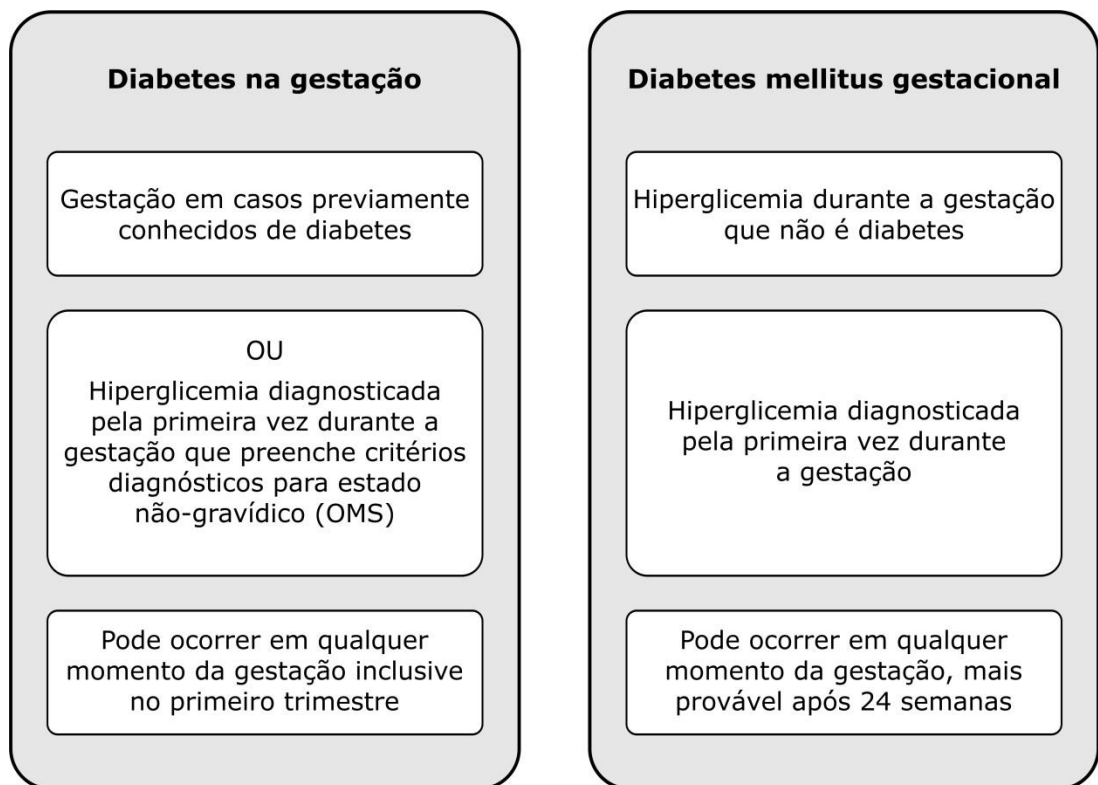 Diabetes na gestação
Gestação em casos previamente
conhecidos de diabetes
OU
Hiperglicemia diagnosticada
pela primeira vez durante a
gestação que preenche critérios
diagnósticos para estado
não-gravídico (OMS)
Pode ocorrer em qualquer
momento da gestação inclusive
no primeiro trimestre
Diabetes mellitus gestacional
Hiperglicemia durante a gestação
que não é diabetes
Hiperglicemia diagnosticada
pela primeira vez durante
a gestação
Pode ocorrer em qualquer
momento da gestação, mais
provável após 24 semanas